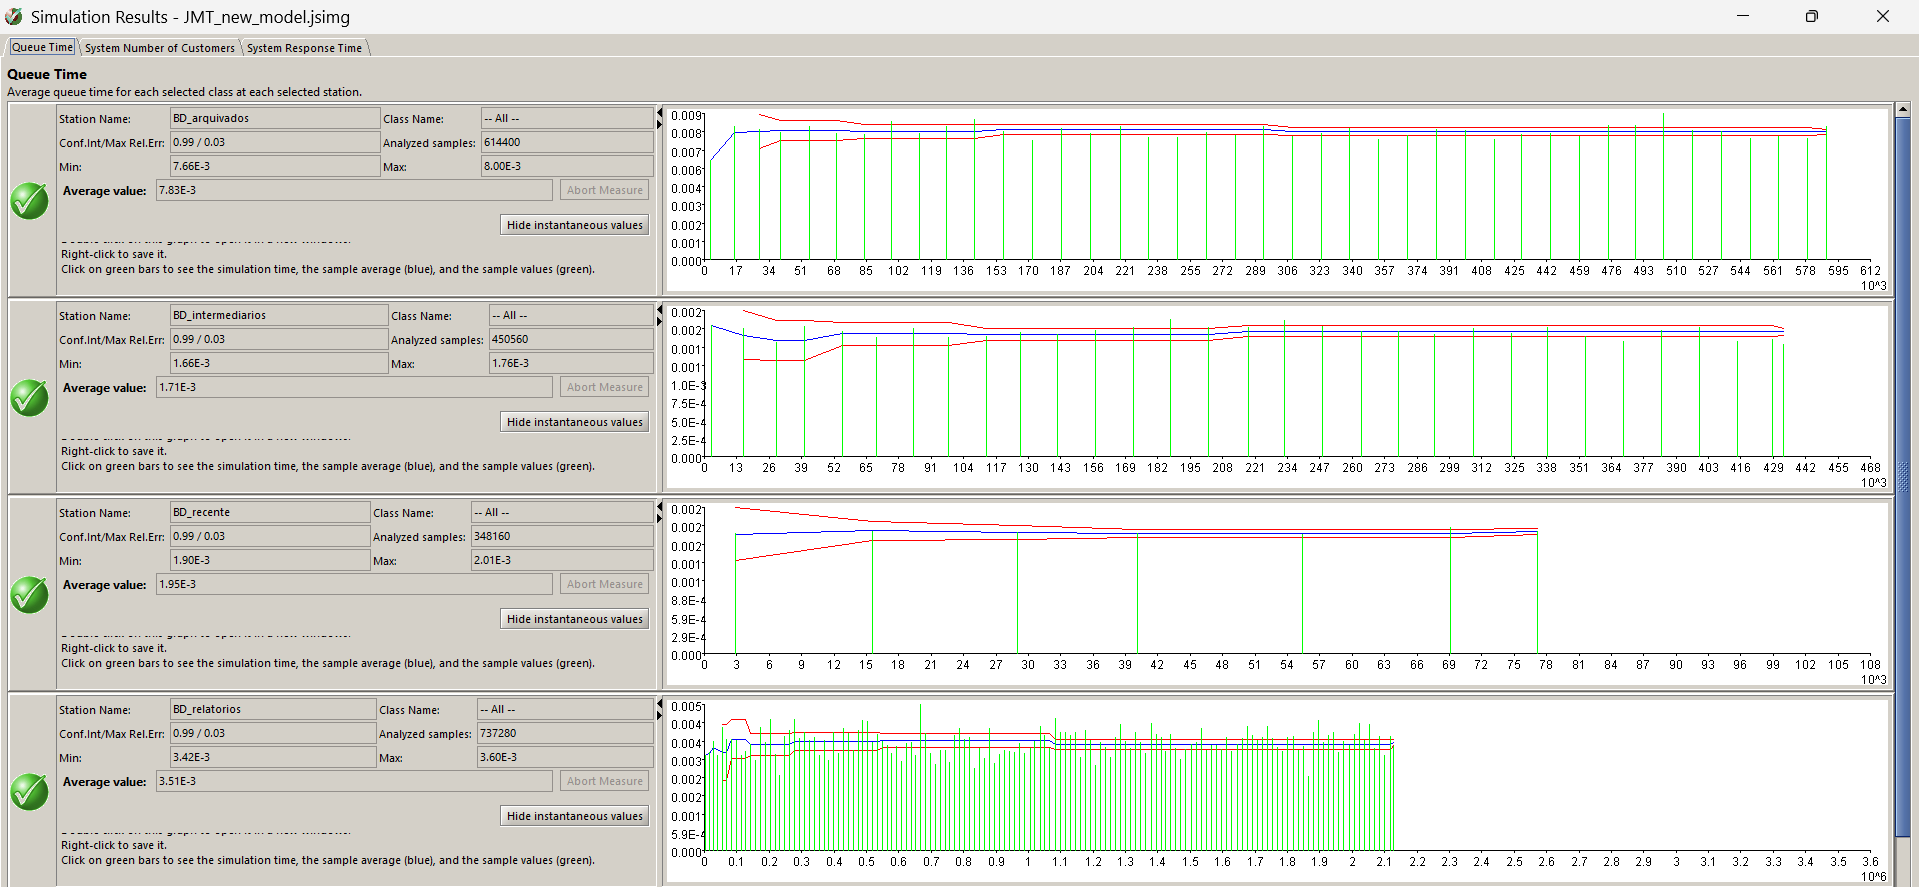 Simulation Results - JMT_new_model.jsimg
Queue Time System Number of Customers System Response Time
Queue Time
Average queue time for each selected class at each selected station.
Station Name: BD_arquivados Class Name: -- All --
Conf.Int/Max Rel.Err: 0.99 / 0.03 Analyzed samples: 614400
Min: 7.66E-3 Max: 8.00E-3
Average value: 7.83E-3 Abort Measure
Hide instantaneous values
Right-click to save it.
Click on green bars to see the simulation time, the sample average (blue), and the sample values (green).
0.009
0.008
0.007
0.006
0.004
0.003
0.002
0.001
0.000
0 17 34 51 68 85 102 119 136 153 170 187 204 221 238 255 272 289 306 323 340 357 374 391 408 425 442 459 476 493 510 527 544 561 578 595 612
10^3
Station Name: BD_intermediarios Class Name: -- All --
Conf.Int/Max Rel.Err: 0.99 / 0.03 Analyzed samples: 450560
Min: 1.66E-3 Max: 1.76E-3
Average value: 1.71E-3 Abort Measure
Hide instantaneous values
Right-click to save it.
Click on green bars to see the simulation time, the sample average (blue), and the sample values (green).
0.002
0.002
0.001
0.001
1.0E-3
7.5E-4
5.0E-4
2.5E-4
0.000
0 13 26 39 52 65 78 91 104 117 130 143 156 169 187 195 208 221 234 247 260 273 286 299 312 325 338 351 364 377 390 403 416 429 442 455 468
10^3
Station Name: BD_recente Class Name: -- All --
Conf.Int/Max Rel.Err: 0.99 / 0.03 Analyzed samples: 348160
Min: 1.90E-3 Max: 2.01E-3
Average value: 1.95E-3 Abort Measure
Hide instantaneous values
Right-click to save it.
Click on green bars to see the simulation time, the sample average (blue), and the sample values (green).
0.002
0.002
0.002
0.001
0.001
8.8E-4
5.9E-4
2.9E-4
0.000
0 3 6 9 12 15 18 21 24 27 30 33 36 39 42 45 48 51 54 57 60 63 66 69 72 75 78 81 84 87 90 93 96 99 102 105 108
10^3
Station Name: BD_relatorios Class Name: -- All --
Conf.Int/Max Rel.Err: 0.99 / 0.03 Analyzed samples: 737280
Min: 3.42E-3 Max: 3.60E-3
Average value: 3.51E-3 Abort Measure
Hide instantaneous values
Right-click to save it.
Click on green bars to see the simulation time, the sample average (blue), and the sample values (green).
0.005
0.004
0.004
0.003
0.002
0.002
0.001
5.9E-4
0.000
0 0.1 0.2 0.3 0.4 0.5 0.6 0.7 0.8 0.9 1 1.1 1.2 1.3 1.4 1.5 1.6 1.7 1.8 1.9 2 2.1 2.2 2.3 2.4 2.5 2.6 2.7 2.8 2.9 3 3.1 3.2 3.3 3.4 3.5 3.6
10^6